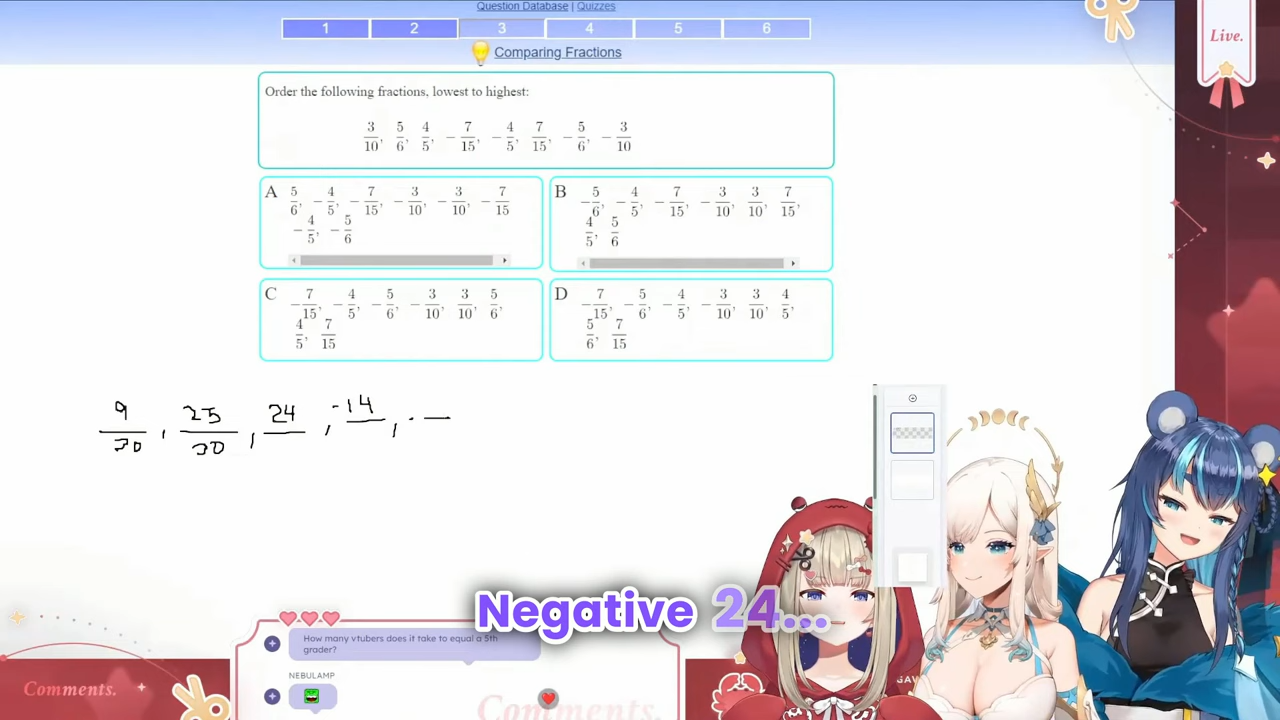 Question Database | Quizzes
1 2 3 4 5 6
Comparing Fractions
Live.
Order the following fractions, lowest to highest:
3/10, 5/6, 4/5, -7/15, -4/5, 7/15, -5/6, -3/10
A 5/6, -4/5, -7/15, -3/10, -3/10, -7/15
-4/5, -5/6
B -5/6, -4/5, -7/15, -3/10, 3/10, 7/15,
4/5, 5/6
C -7/15, -4/5, -5/6, -3/10, 3/10, 5/6,
4/5, 7/15
D -7/15, -5/6, -4/5, -3/10, 3/10, 4/5,
5/6, 7/15
9/30, 25/30, 24, -14, -
Negative 24...
How many vtubers does it take to equal a 5th
grader?
NEBULAMP
Comments.
Comments.